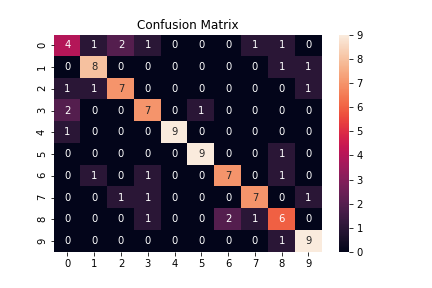 Confusion Matrix
0 4 1 2 1 0 0 0 1 1 0
1 0 8 0 0 0 0 0 0 1 1
2 1 1 7 0 0 0 0 0 0 1
3 2 0 0 7 0 1 0 0 0 0
4 1 0 0 0 9 0 0 0 0 0
5 0 0 0 0 0 9 0 0 1 0
6 0 1 0 1 0 0 7 0 1 0
7 0 0 1 1 0 0 0 7 0 1
8 0 0 0 1 0 0 2 1 6 0
9 0 0 0 0 0 0 0 0 1 9
0 1 2 3 4 5 6 7 8 9
9
8
7
6
5
4
3
2
1
0